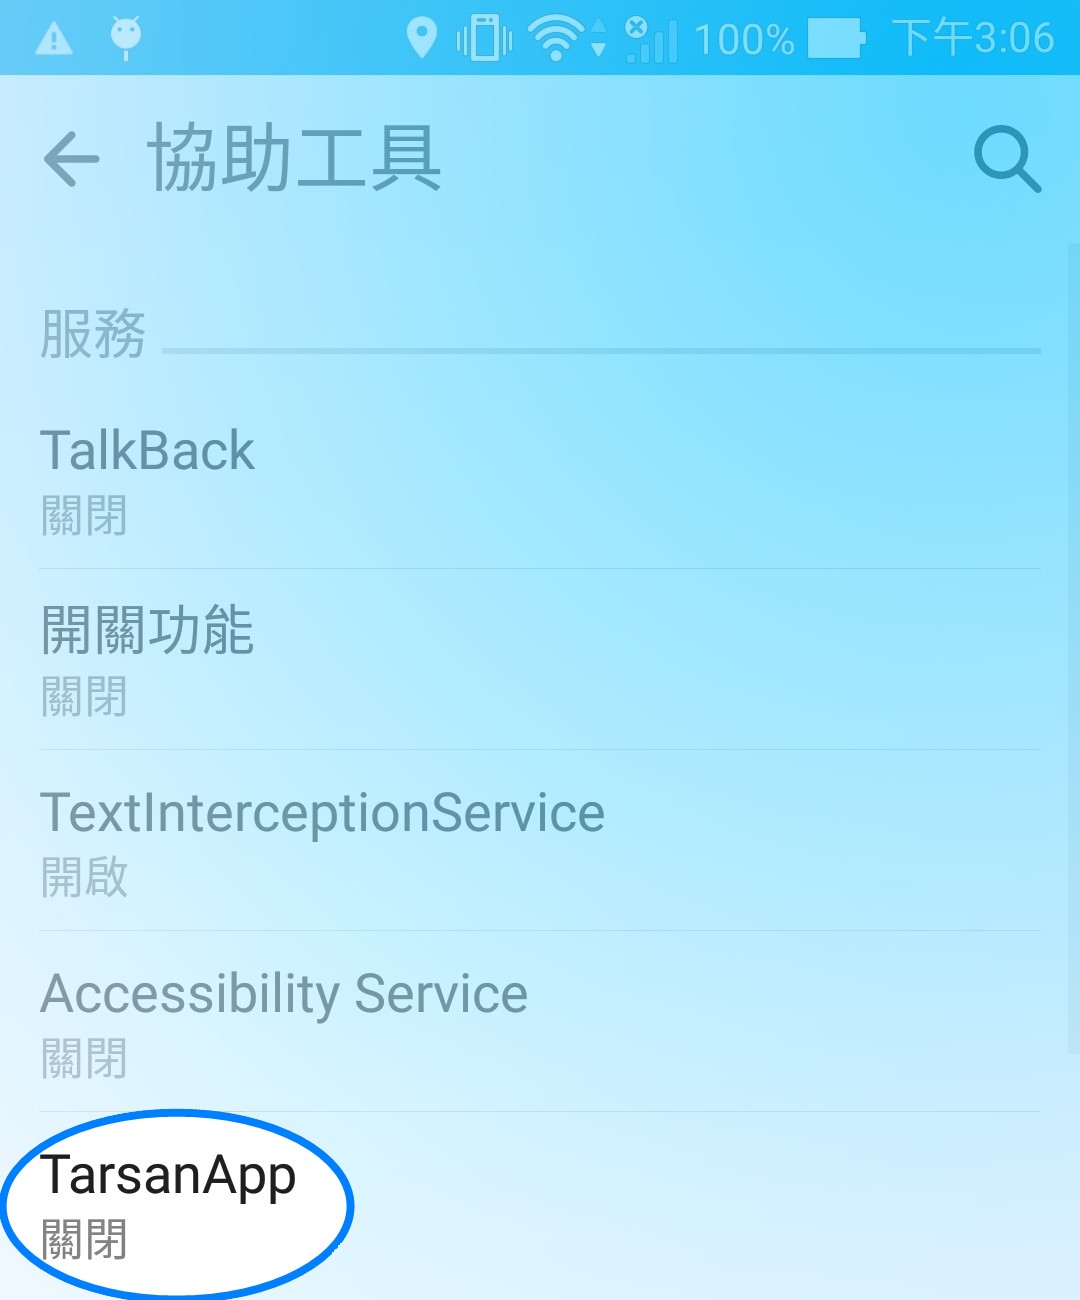 100% 下午3:06
協助工具
服務
TalkBack
關閉
開關功能
關閉
TextInterceptionService
開啟
Accessibility Service
關閉
TarsanApp
關閉